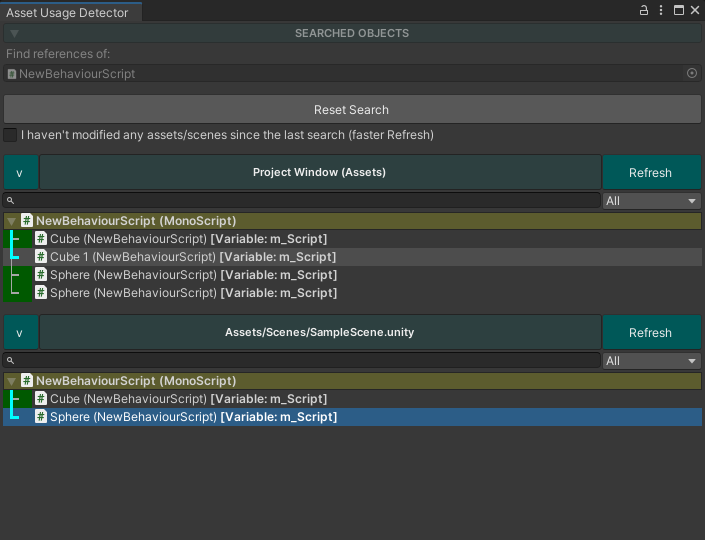 Asset Usage Detector
SEARCHED OBJECTS
Find references of:
NewBehaviourScript
Reset Search
I haven't modified any assets/scenes since the last search (faster Refresh)
v Project Window (Assets) Refresh
All
NewBehaviourScript (MonoScript)
Cube (NewBehaviourScript) [Variable: m_Script]
Cube 1 (NewBehaviourScript) [Variable: m_Script]
Sphere (NewBehaviourScript) [Variable: m_Script]
Sphere (NewBehaviourScript) [Variable: m_Script]
v Assets/Scenes/SampleScene.unity Refresh
All
NewBehaviourScript (MonoScript)
Cube (NewBehaviourScript) [Variable: m_Script]
Sphere (NewBehaviourScript) [Variable: m_Script]